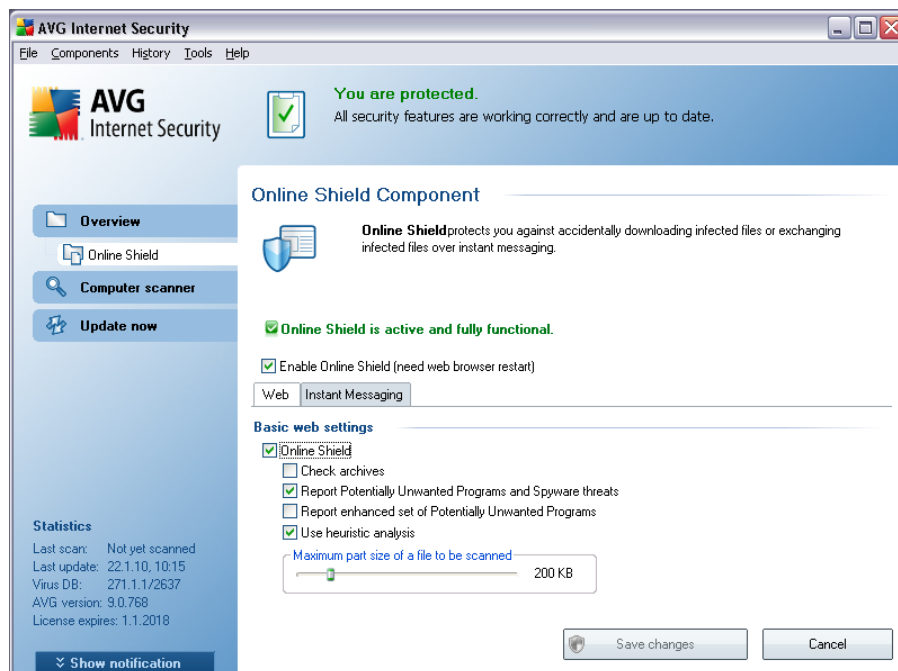 AVG Internet Security
File Components History Tools Help
AVG
Internet Security
You are protected.
All security features are working correctly and are up to date.
Overview
Online Shield
Computer scanner
Update now
Online Shield Component
Online Shieldprotects you against accidentally downloading infected files or exchanging
infected files over instant messaging.
Online Shield is active and fully functional.
Enable Online Shield (need web browser restart)
Web Instant Messaging
Basic web settings
Online Shield
Check archives
Report Potentially Unwanted Programs and Spyware threats
Report enhanced set of Potentially Unwanted Programs
Use heuristic analysis
Maximum part size of a file to be scanned
200 KB
Statistics
Last scan: Not yet scanned
Last update: 22.1.10, 10:15
Virus DB: 271.1.1/2637
AVG version: 9.0.768
License expires: 1.1.2018
Show notification
Save changes
Cancel